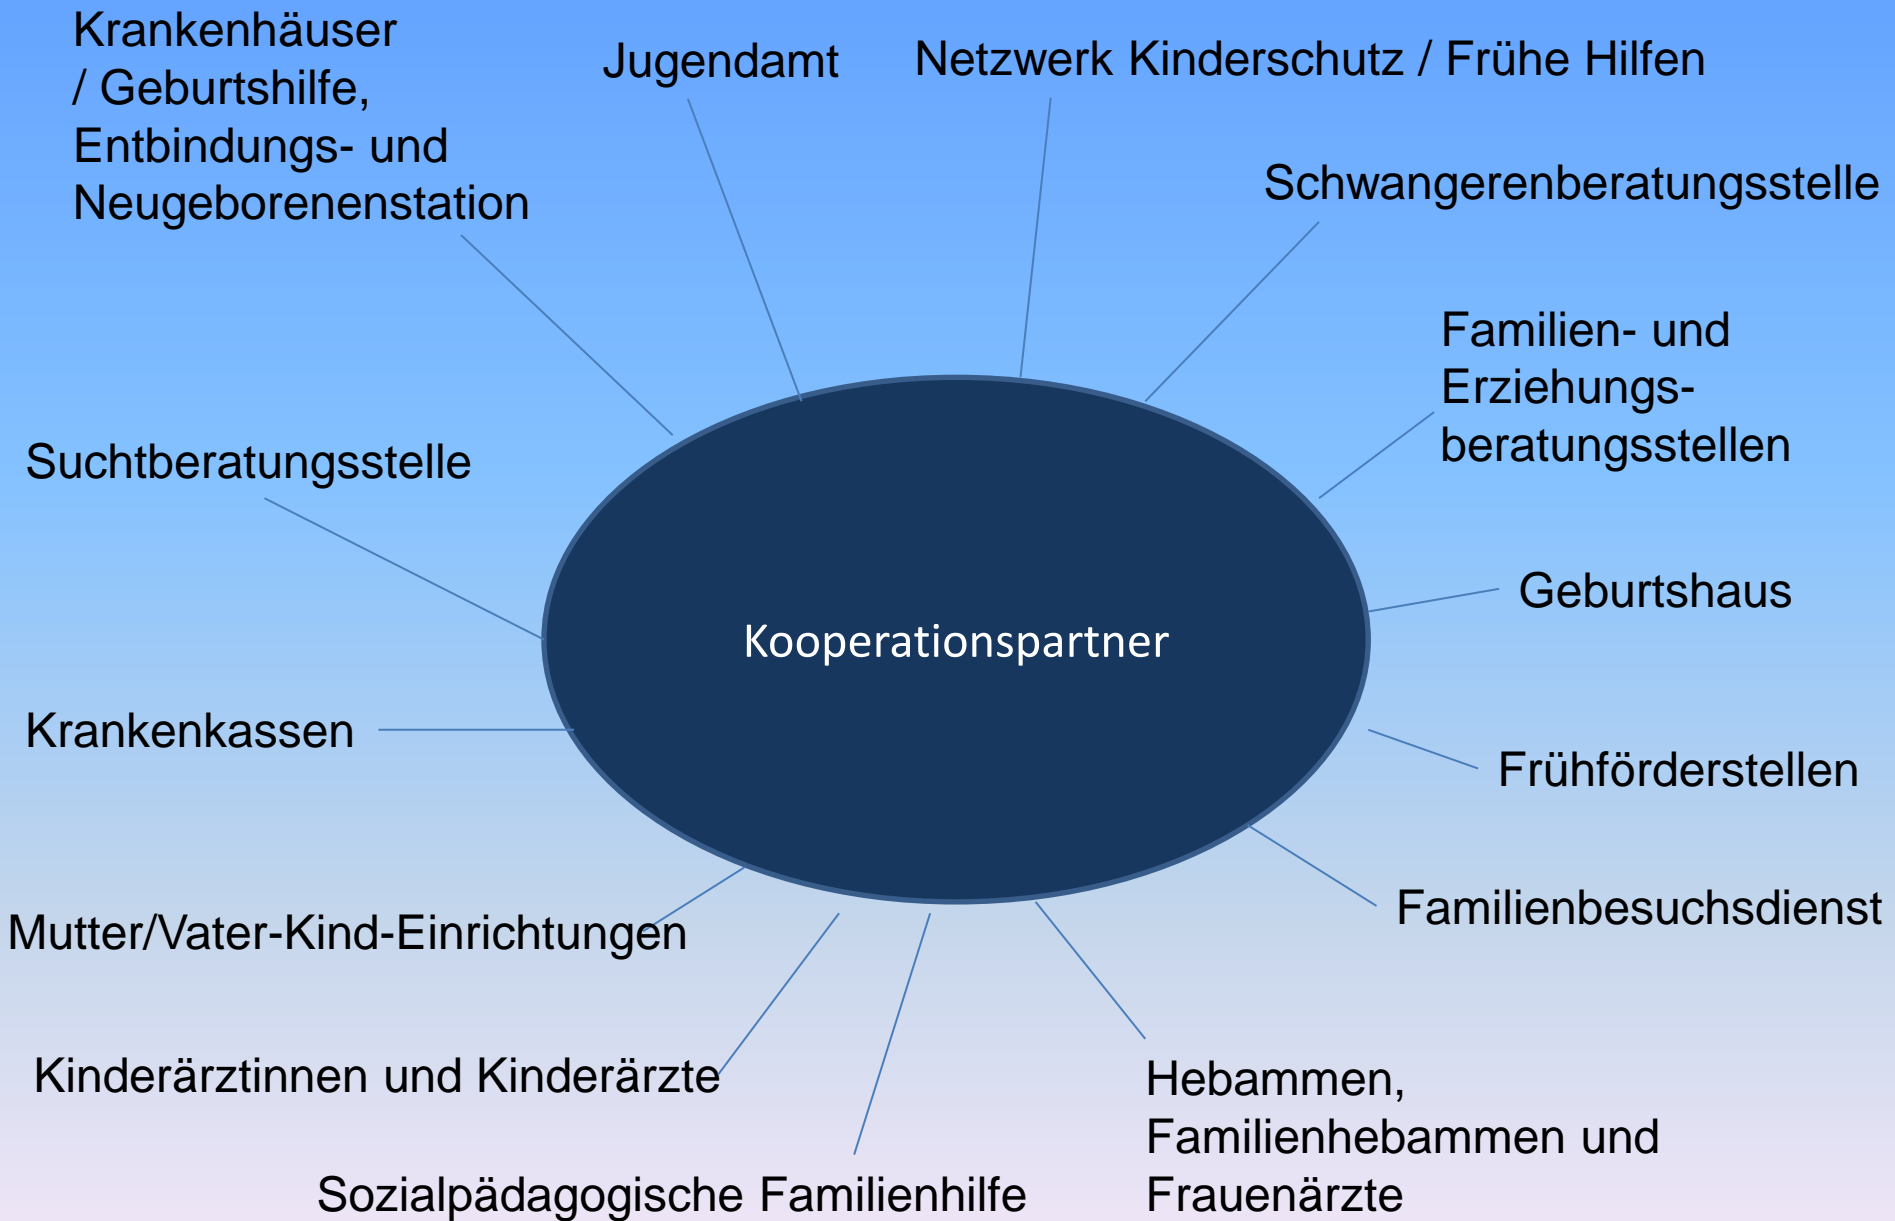 Krankenhäuser
/ Geburtshilfe,
Entbindungs- und
Neugeborenenstation
Jugendamt
Netzwerk Kinderschutz / Frühe Hilfen
Schwangerenberatungsstelle
Familien- und
Erziehungs-
beratungsstellen
Suchtberatungsstelle
Geburtshaus
Kooperationspartner
Krankenkassen
Frühförderstellen
Familienbesuchsdienst
Mutter/Vater-Kind-Einrichtungen
Kinderärztinnen und Kinderärzte
Hebammen,
Familienhebammen und
Frauenärzte
Sozialpädagogische Familienhilfe